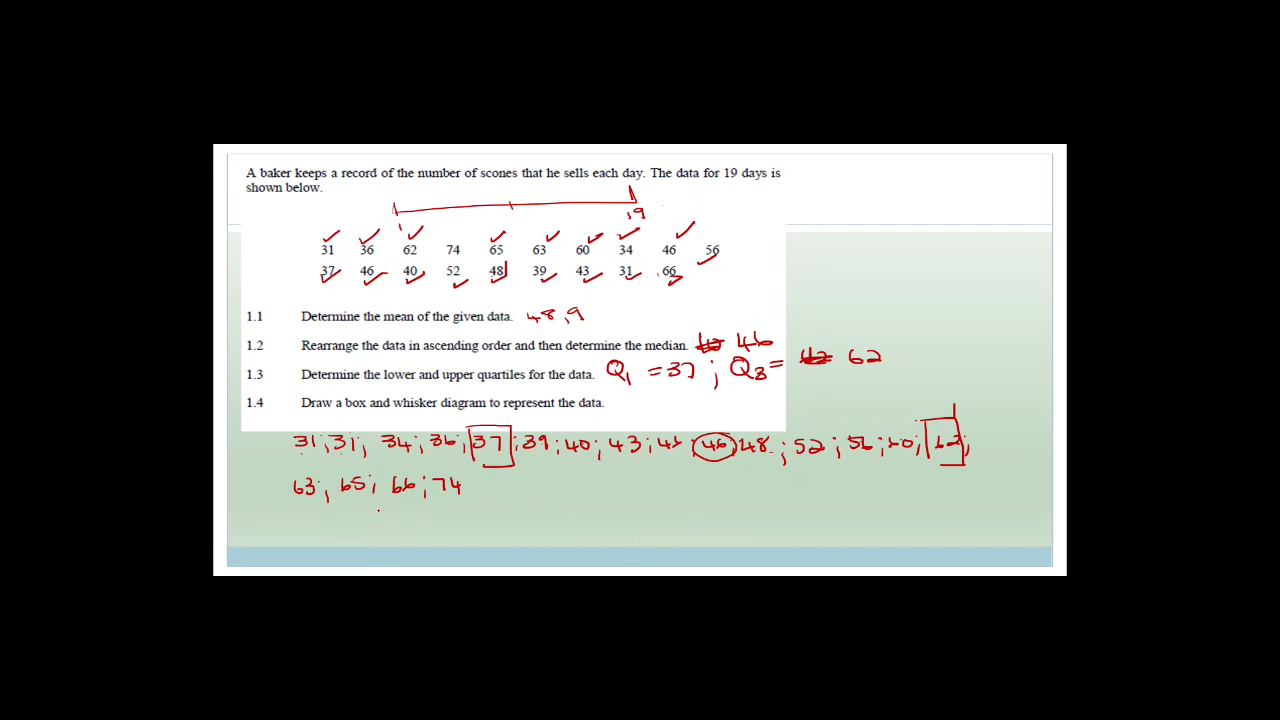 A baker keeps a record of the number of scones that he sells each day. The data for 19 days is
shown below.
19
31 36 62 74 65 63 60 34 46 56
37 46 40 52 48 39 43 31 66
1.1 Determine the mean of the given data. 48,9
1.2 Rearrange the data in ascending order and then determine the median. 46
1.3 Determine the lower and upper quartiles for the data. Q1 = 37 ; Q3 = 62
1.4 Draw a box and whisker diagram to represent the data.
31; 31; 34; 36; 37; 39; 40; 43; 46; 46; 48; 52; 56; 60; 62;
63; 65; 66; 74